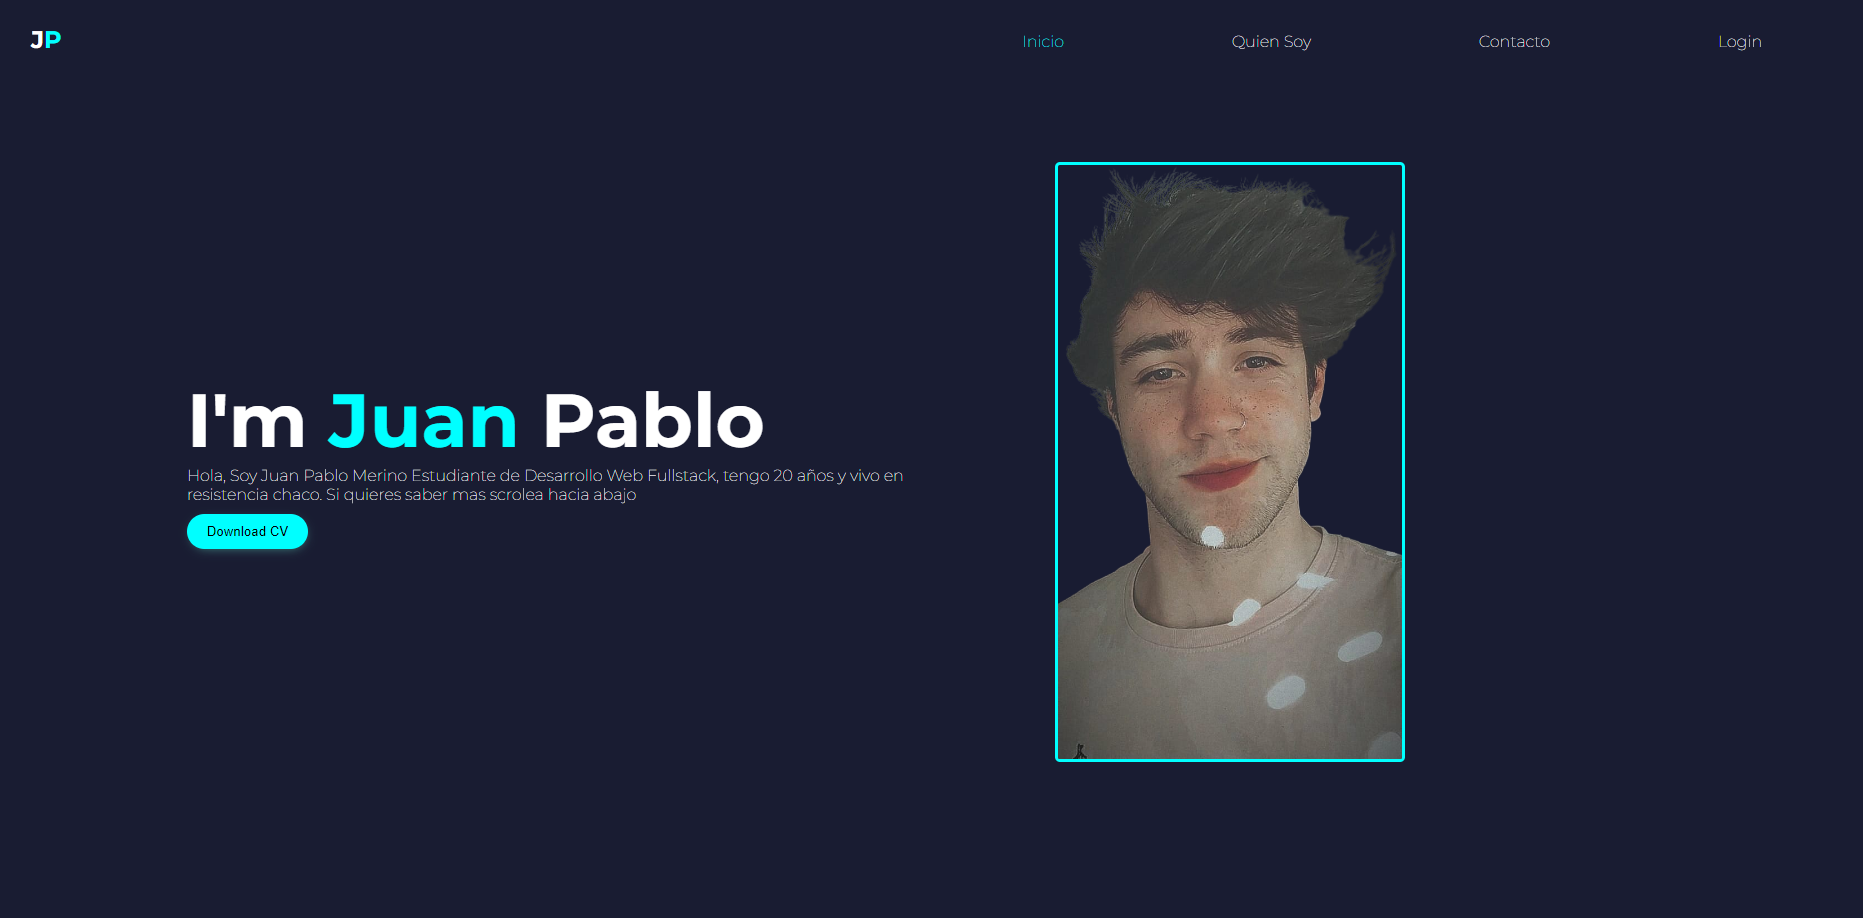 JP
Inicio
Quien Soy
Contacto
Login
I'm Juan Pablo
Hola, Soy Juan Pablo Merino Estudiante de Desarrollo Web Fullstack, tengo 20 años y vivo en
resistencia chaco. Si quieres saber mas scrolea hacia abajo
Download CV